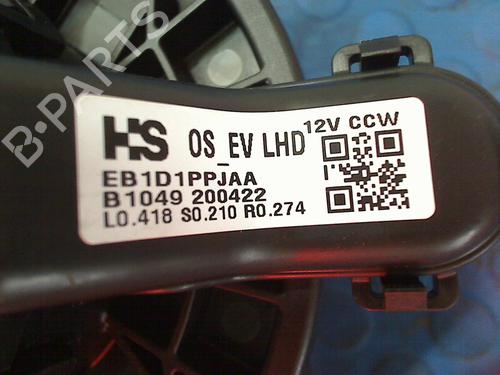 B-PARTS
HS OS_EV LHD 12V CCW
EB1D1PPJAA
B1049 200422
L0.418 S0.210 R0.274